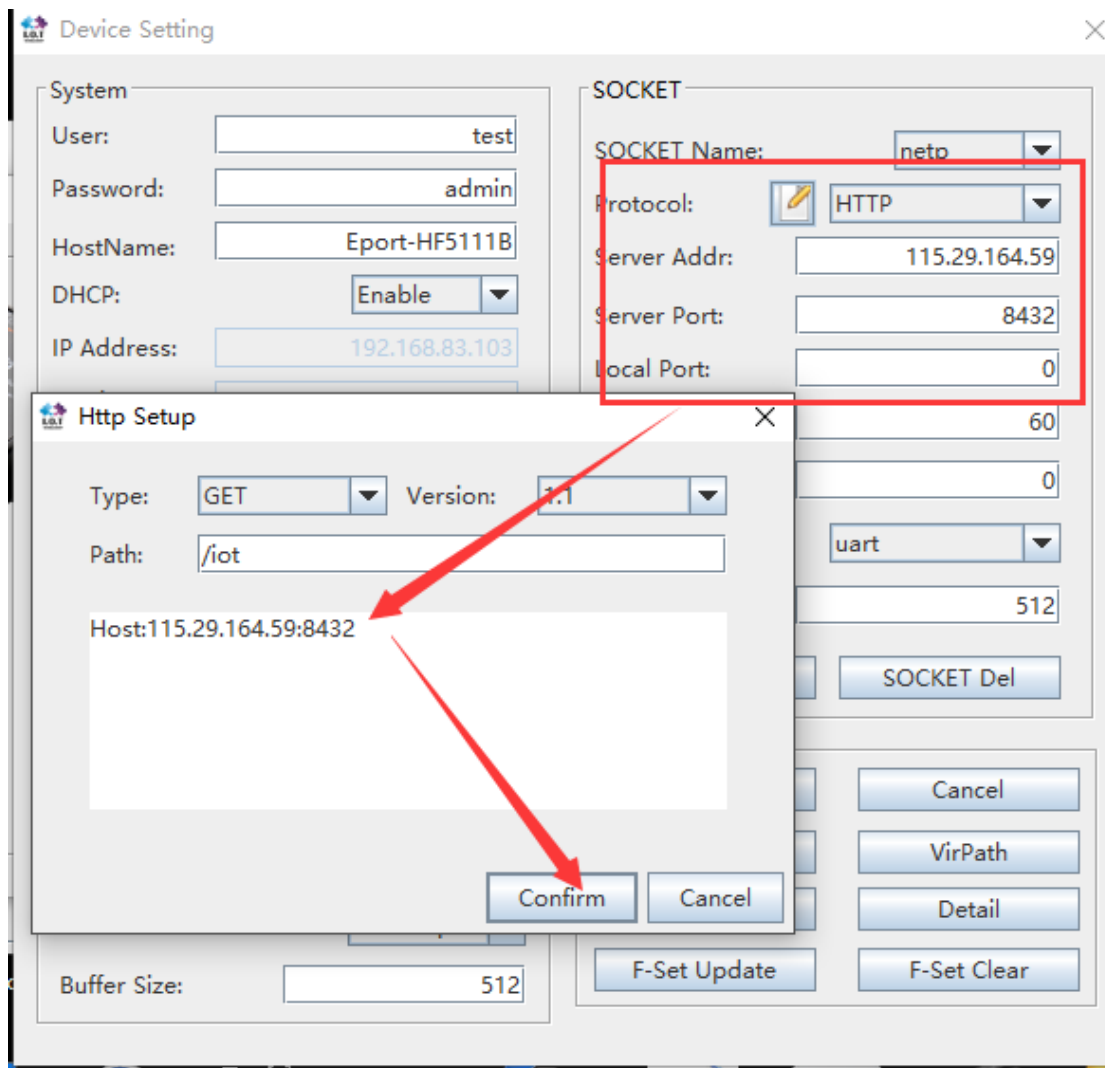 Device Setting
System
User: test
Password: admin
HostName: Eport-HF5111B
DHCP: Enable
IP Address: 192.168.83.103
SOCKET
SOCKET Name: netp
Protocol: HTTP
Server Addr: 115.29.164.59
Server Port: 8432
Local Port: 0
60
0
uart
512
SOCKET Del
Http Setup
Type: GET Version: 1.1
Path: /iot
Host:115.29.164.59:8432
Confirm Cancel
Buffer Size: 512
Cancel
VirPath
Detail
F-Set Update F-Set Clear